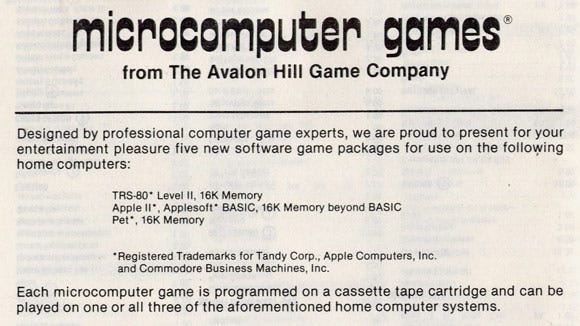 microcomputer games®
from The Avalon Hill Game Company
Designed by professional computer game experts, we are proud to present for your
entertainment pleasure five new software game packages for use on the following
home computers:
TRS-80* Level II, 16K Memory
Apple II*, Applesoft* BASIC, 16K Memory beyond BASIC
Pet*, 16K Memory
*Registered Trademarks for Tandy Corp., Apple Computers, Inc.
and Commodore Business Machines, Inc.
Each microcomputer game is programmed on a cassette tape cartridge and can be
played on one or all three of the aforementioned home computer systems.